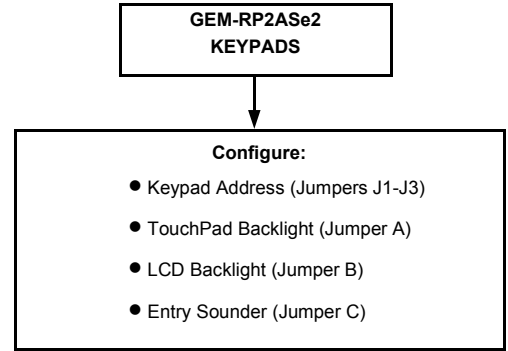 GEM-RP2ASe2
KEYPADS
Configure:
● Keypad Address (Jumpers J1-J3)
● TouchPad Backlight (Jumper A)
● LCD Backlight (Jumper B)
● Entry Sounder (Jumper C)